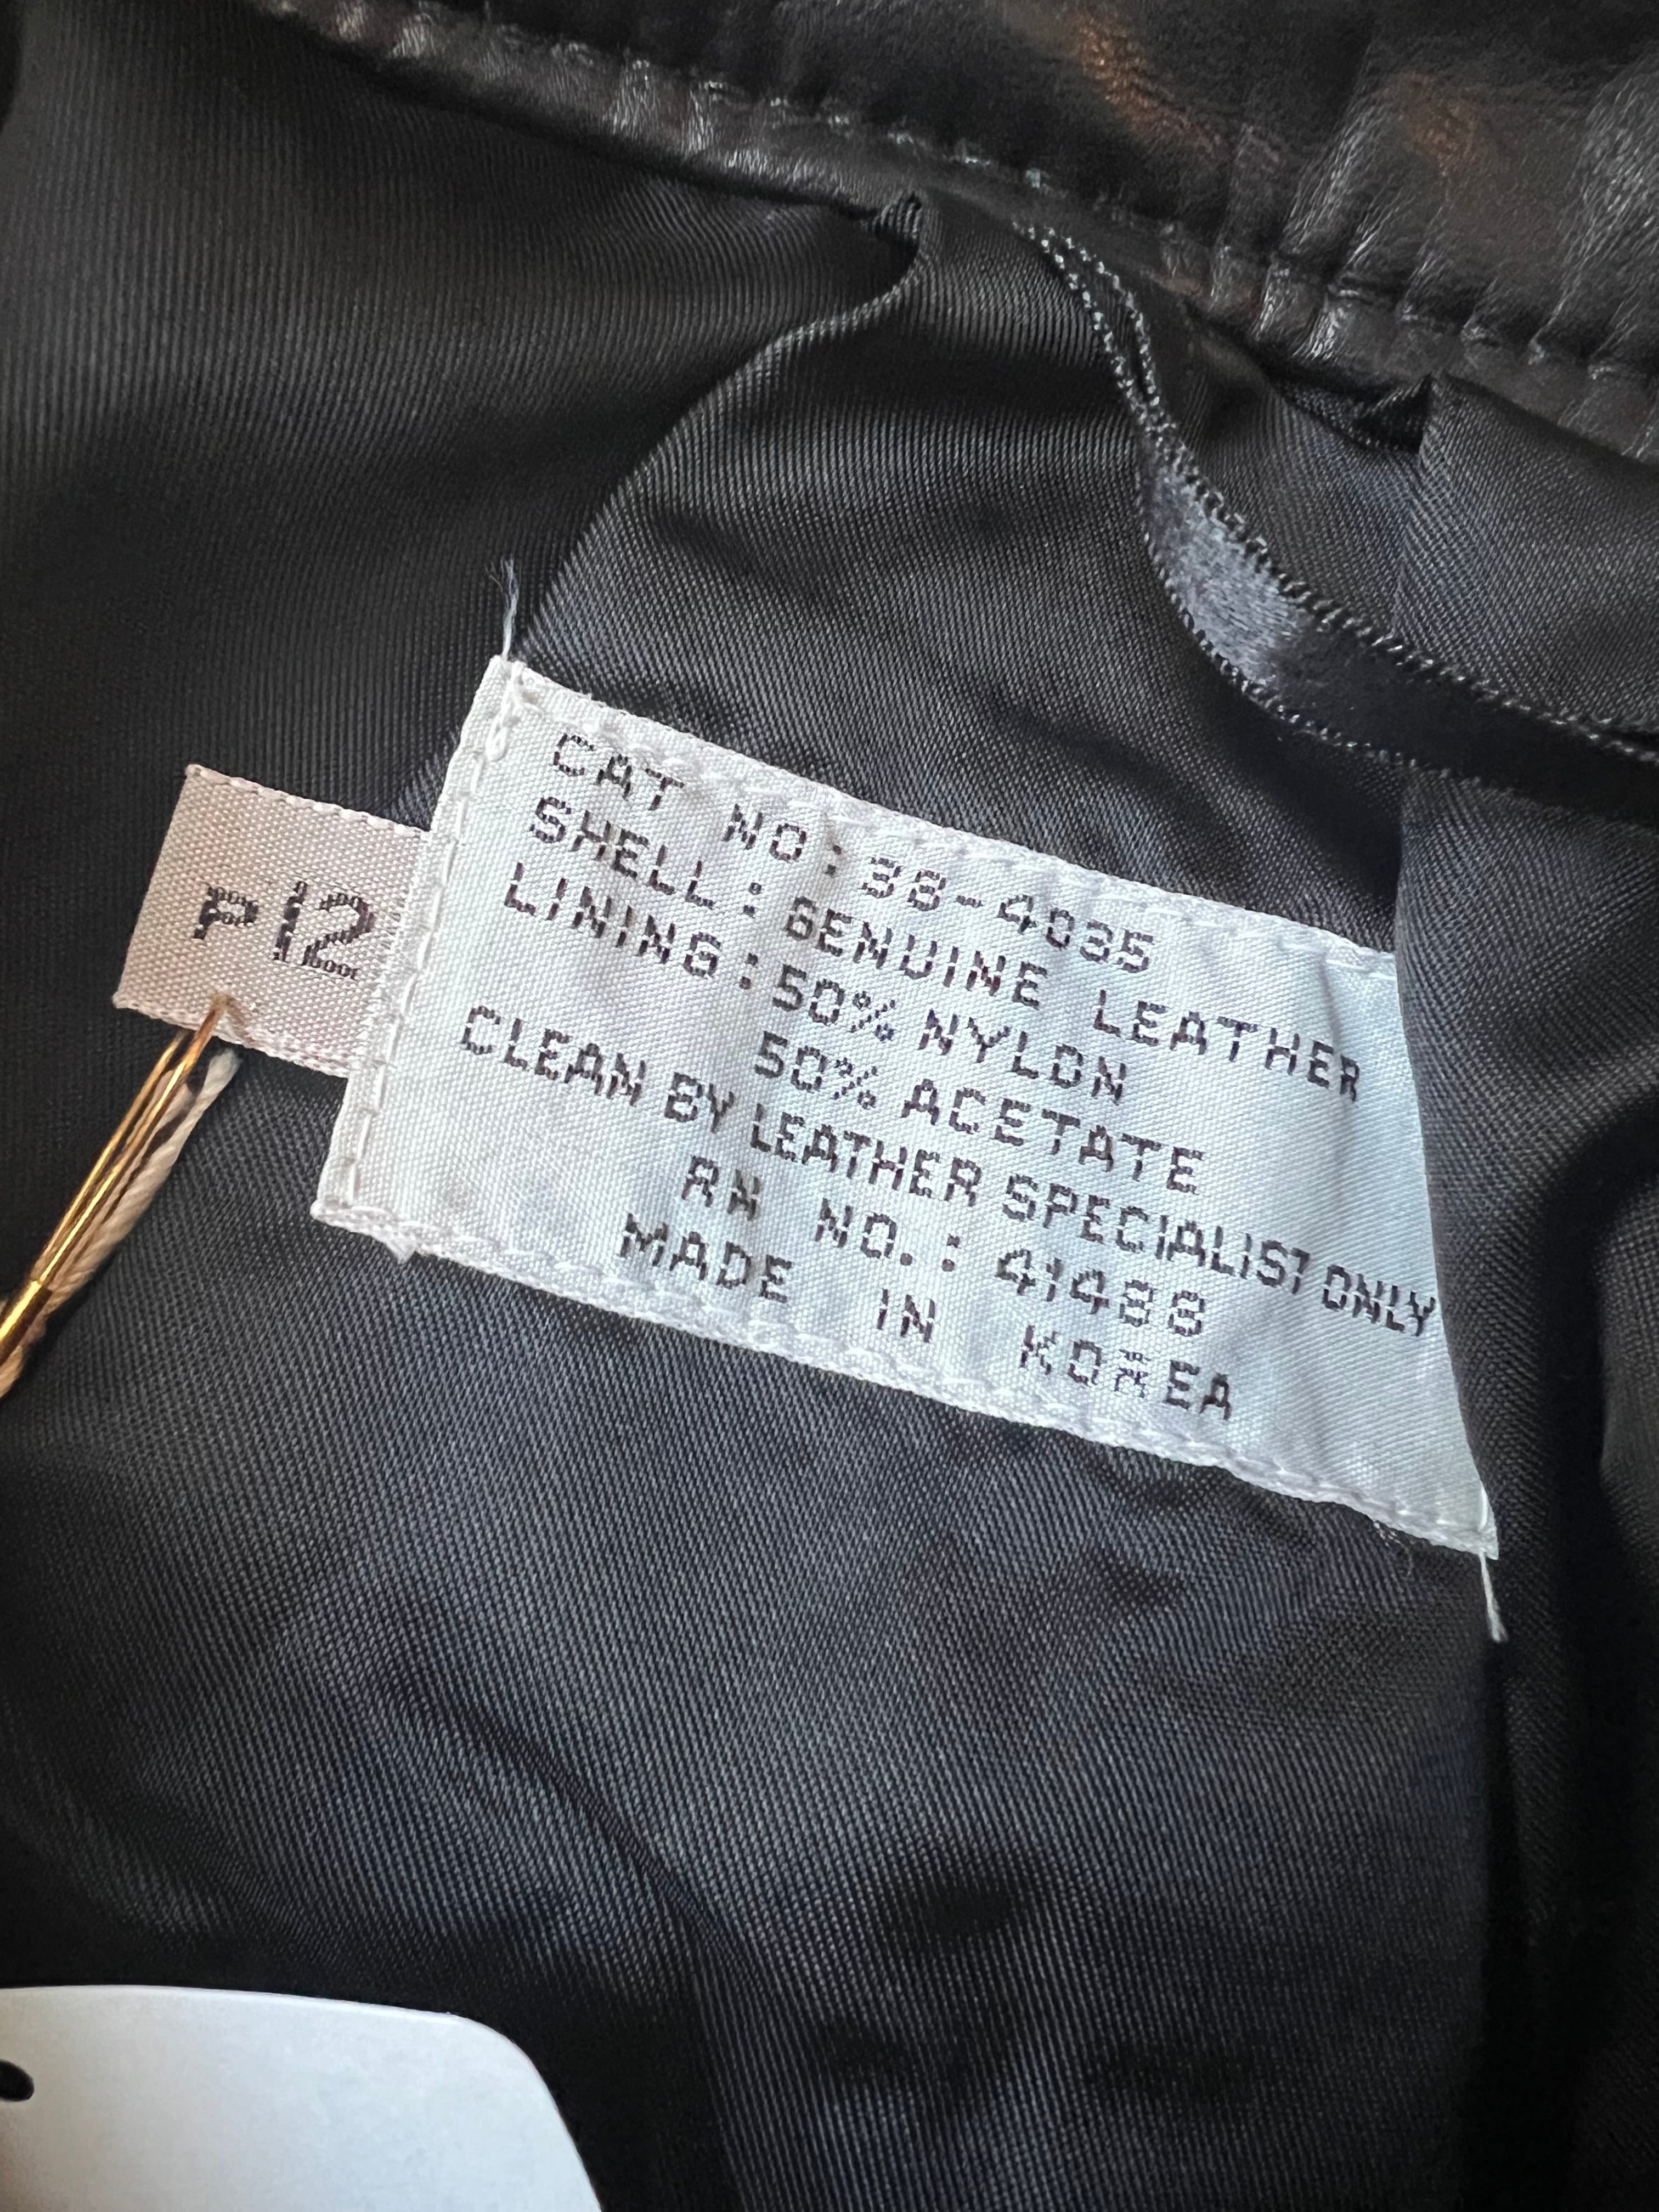 P12
CAT NO:38-4035
SHELL: GENUINE LEATHER
LINING:50% NYLON
50% ACETATE
CLEAN BY LEATHER SPECIALIST ONLY
RN NO.: 41488
MADE IN KOREA